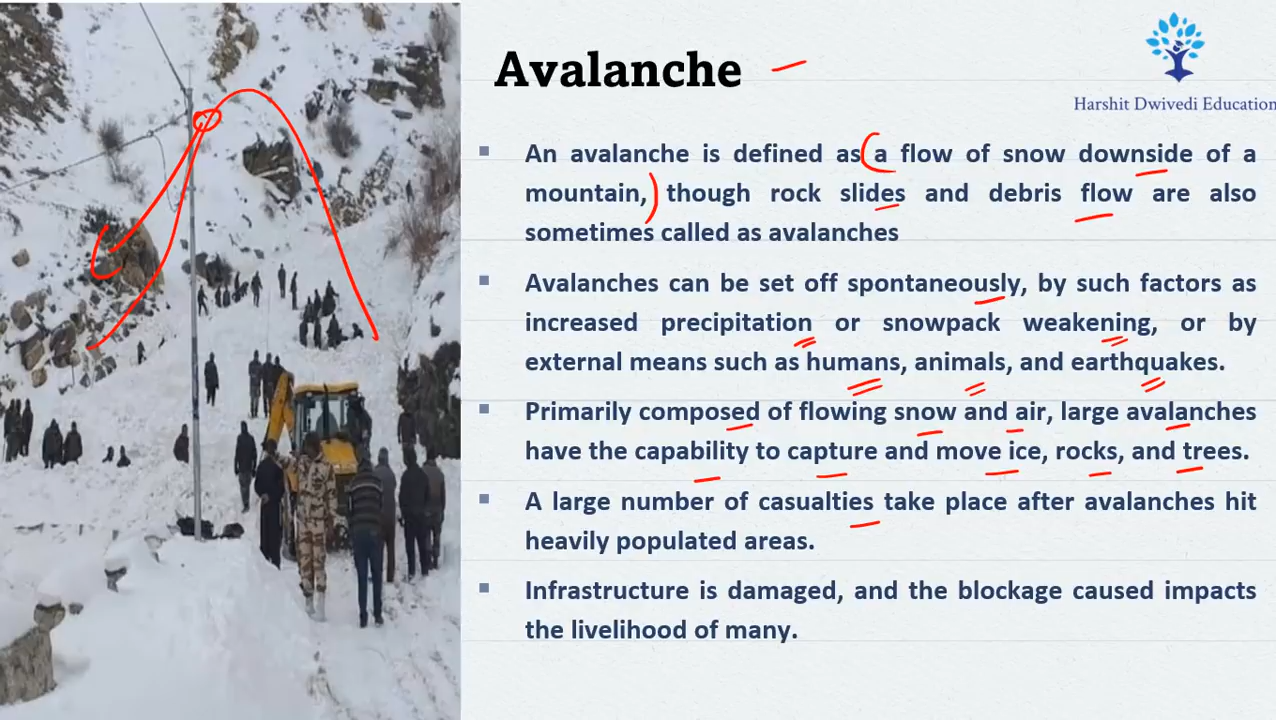 Avalanche
Harshit Dwivedi Education
▪ An avalanche is defined as a flow of snow downside of a
mountain, though rock slides and debris flow are also
sometimes called as avalanches
▪ Avalanches can be set off spontaneously, by such factors as
increased precipitation or snowpack weakening, or by
external means such as humans, animals, and earthquakes.
▪ Primarily composed of flowing snow and air, large avalanches
have the capability to capture and move ice, rocks, and trees.
▪ A large number of casualties take place after avalanches hit
heavily populated areas.
▪ Infrastructure is damaged, and the blockage caused impacts
the livelihood of many.